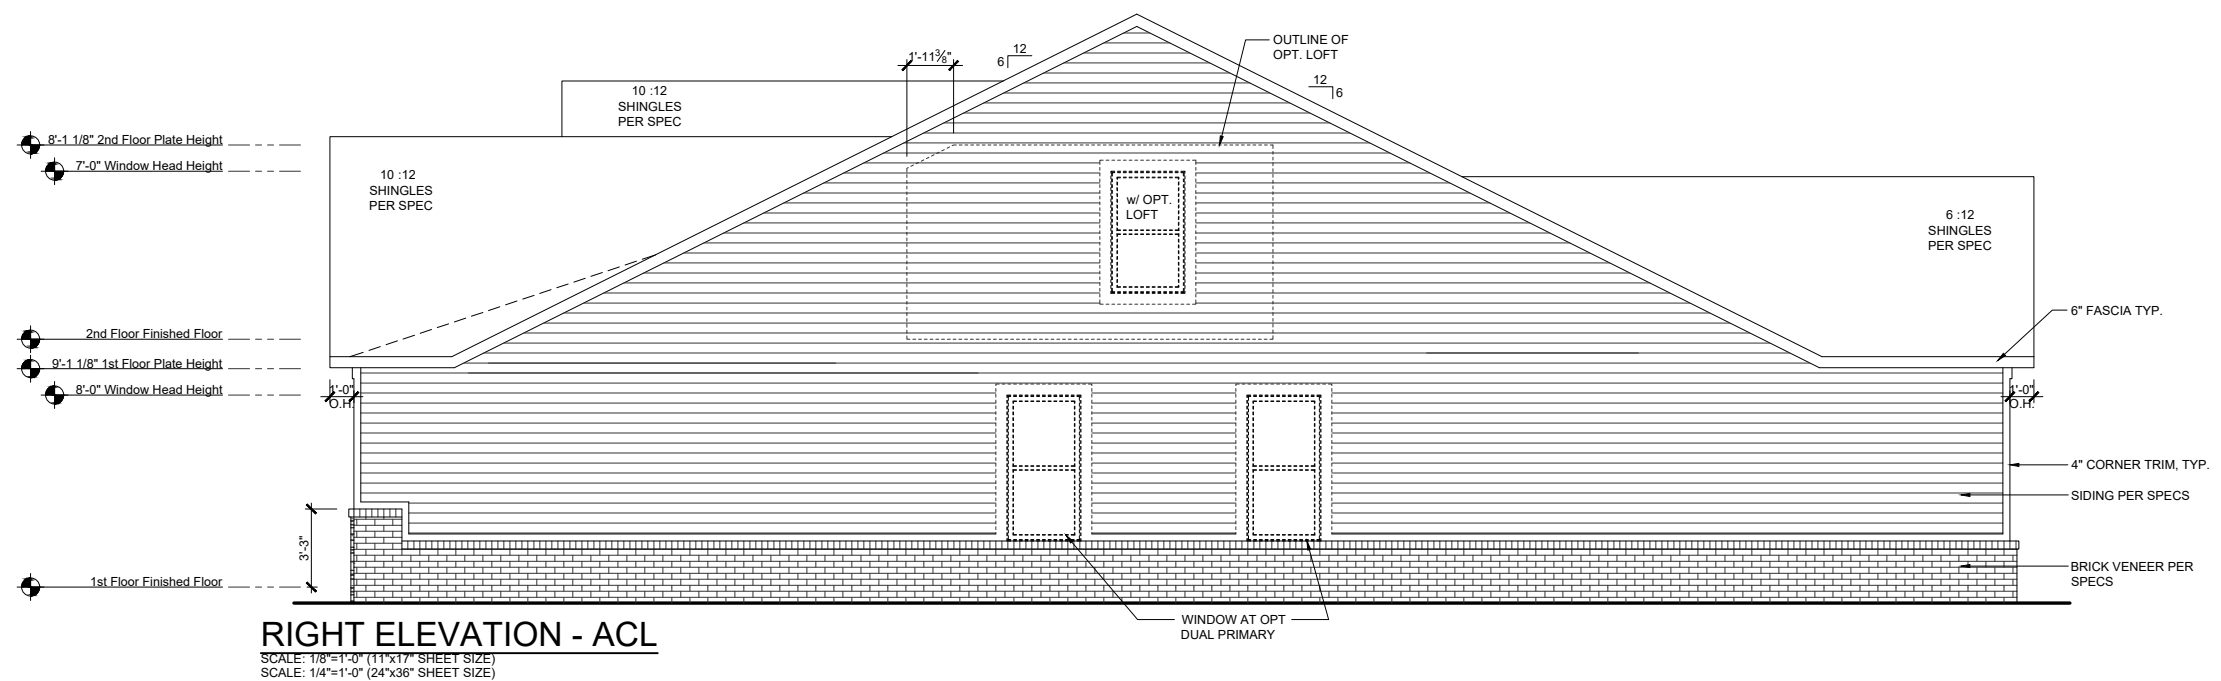 OUTLINE OF
OPT. LOFT
1'-11⅜"
12
6
12
6
10 :12
SHINGLES
PER SPEC
8'-1 1/8" 2nd Floor Plate Height
7'-0" Window Head Height
10 :12
SHINGLES
PER SPEC
w/ OPT.
LOFT
6 :12
SHINGLES
PER SPEC
6" FASCIA TYP.
2nd Floor Finished Floor
9'-1 1/8" 1st Floor Plate Height
8'-0" Window Head Height
1'-0"
O.H.
1'-0"
O.H.
4" CORNER TRIM, TYP.
SIDING PER SPECS
3'-3"
BRICK VENEER PER
SPECS
1st Floor Finished Floor
WINDOW AT OPT
DUAL PRIMARY
RIGHT ELEVATION - ACL
SCALE: 1/8"=1'-0" (11"x17" SHEET SIZE)
SCALE: 1/4"=1'-0" (24"x36" SHEET SIZE)